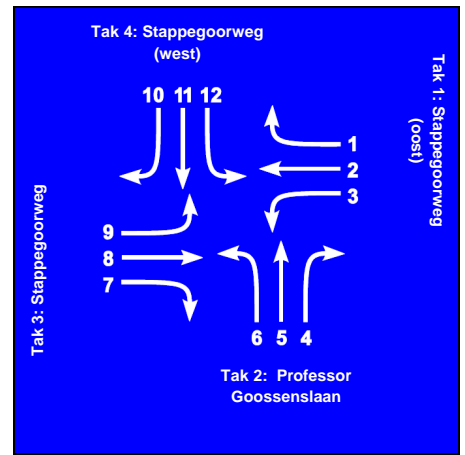 Tak 4: Stappegoorweg
(west)
Tak 1: Stappegoorweg
(oost)
10 11 12
1
2
3
9
8
7
Tak 3: Stappegoorweg
6 5 4
Tak 2: Professor
Goossenslaan